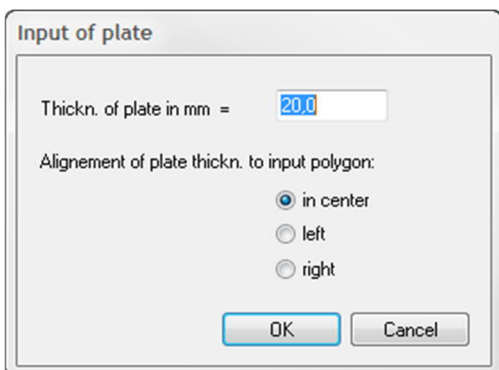 Input of plate
Thickn. of plate in mm = 20,0
Alignement of plate thickn. to input polygon:
in center
left
right
OK Cancel